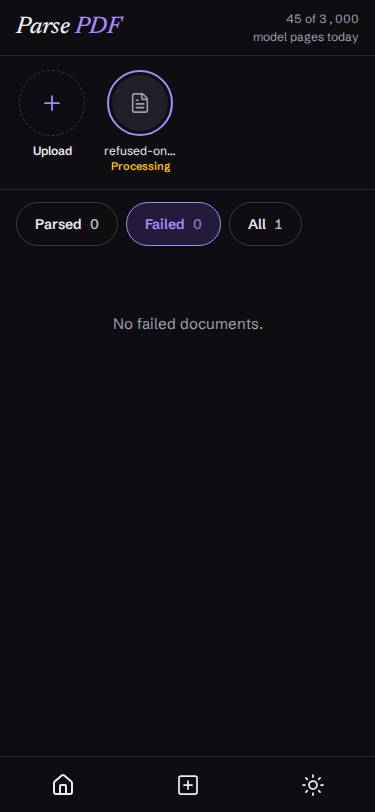 Parse PDF
45 of 3,000
model pages today
Upload
refused-on…
Processing
Parsed 0
Failed 0
All 1
No failed documents.